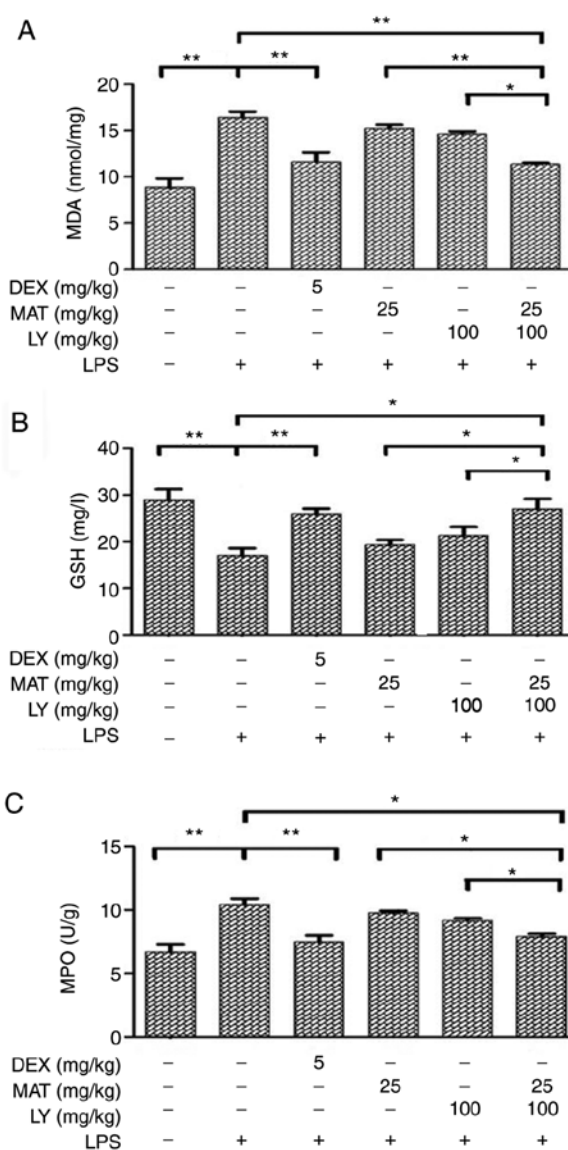 A
** 
** ** **
*
20
15
10
5
0
MDA (nmol/mg)
DEX (mg/kg) – – 5 – – –
MAT (mg/kg) – – – 25 – 25
LY (mg/kg) – – – – 100 100
LPS – + + + + +
B
*
** ** *
*
40
30
20
10
0
GSH (mg/l)
DEX (mg/kg) – – 5 – – –
MAT (mg/kg) – – – 25 – 25
LY (mg/kg) – – – – 100 100
LPS – + + + + +
C
*
** ** *
*
15
10
5
0
MPO (U/g)
DEX (mg/kg) – – 5 – – –
MAT (mg/kg) – – – 25 – 25
LY (mg/kg) – – – – 100 100
LPS – + + + + +